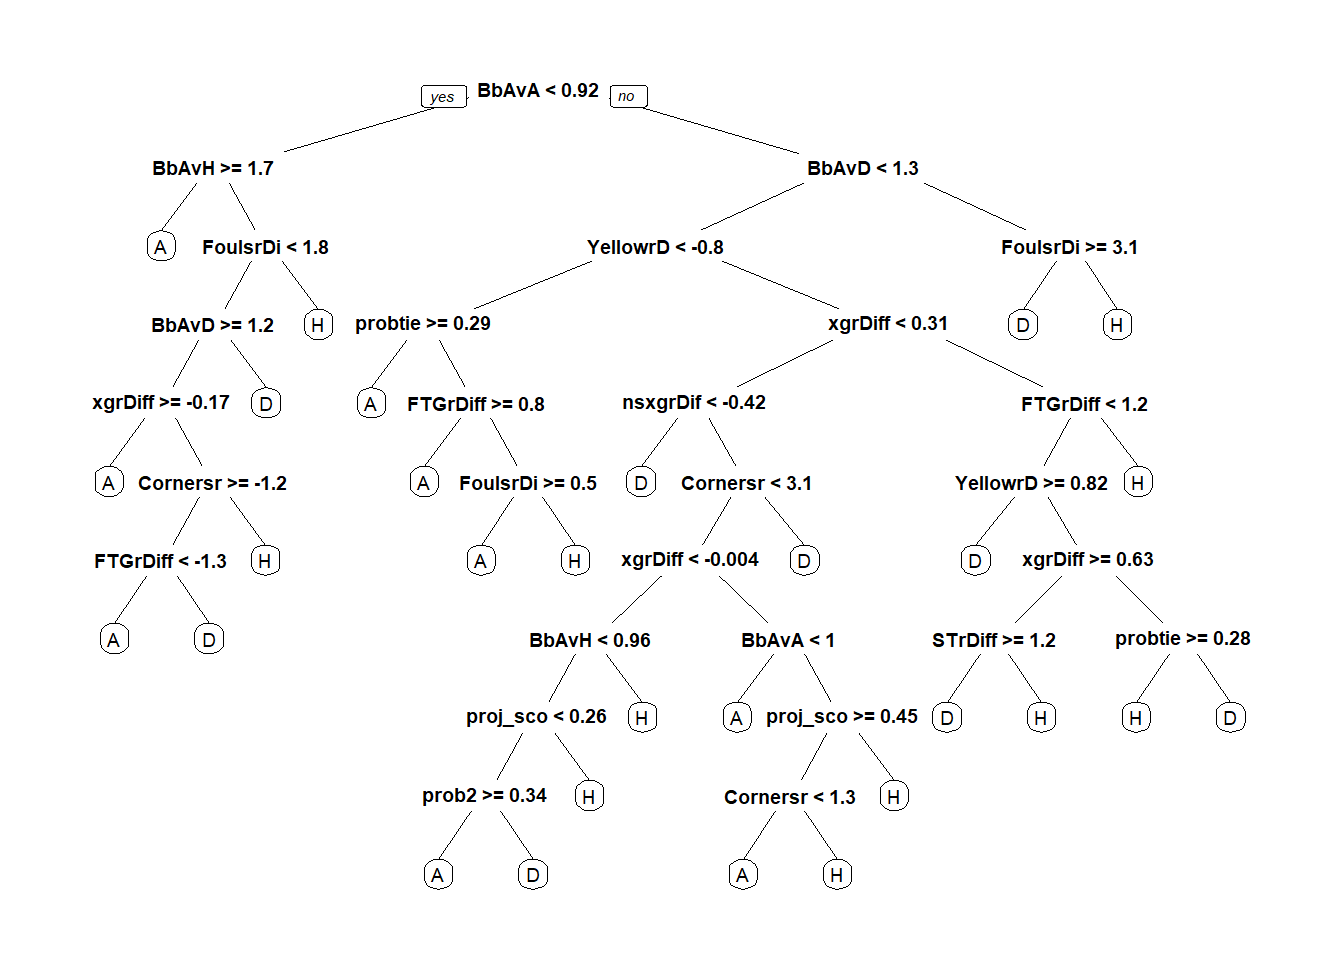 yes BbAvA < 0.92 no
BbAvH >= 1.7 BbAvD < 1.3
A FoulsrDi < 1.8 YellowrD < -0.8 FoulsrDi >= 3.1
BbAvD >= 1.2 H probtie >= 0.29 xgrDiff < 0.31 D H
xgrDiff >= -0.17 D A FTGrDiff >= 0.8 nsxgrDif < -0.42 FTGrDiff < 1.2
A Cornersr >= -1.2 A FoulsrDi >= 0.5 D Cornersr < 3.1 YellowrD >= 0.82 H
FTGrDiff < -1.3 H A H xgrDiff < -0.004 D D xgrDiff >= 0.63
A D BbAvH < 0.96 BbAvA < 1 STrDiff >= 1.2 probtie >= 0.28
proj_sco < 0.26 H A proj_sco >= 0.45 D H H D
prob2 >= 0.34 H Cornersr < 1.3 H
A D A H